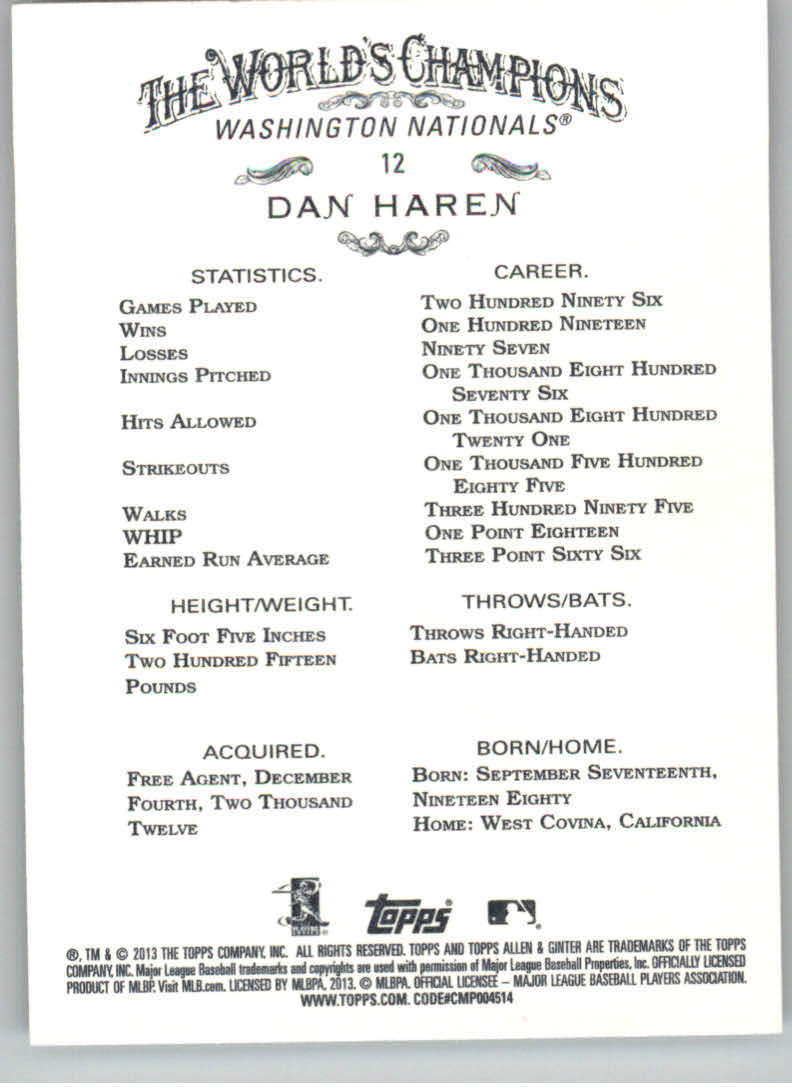 THE WORLD'S CHAMPIONS
WASHINGTON NATIONALS®
12
DAN HAREN
STATISTICS. CAREER.
GAMES PLAYED TWO HUNDRED NINETY SIX
WINS ONE HUNDRED NINETEEN
LOSSES NINETY SEVEN
INNINGS PITCHED ONE THOUSAND EIGHT HUNDRED
SEVENTY SIX
HITS ALLOWED ONE THOUSAND EIGHT HUNDRED
TWENTY ONE
STRIKEOUTS ONE THOUSAND FIVE HUNDRED
EIGHTY FIVE
WALKS THREE HUNDRED NINETY FIVE
WHIP ONE POINT EIGHTEEN
EARNED RUN AVERAGE THREE POINT SIXTY SIX
HEIGHT/WEIGHT. THROWS/BATS.
SIX FOOT FIVE INCHES THROWS RIGHT-HANDED
TWO HUNDRED FIFTEEN BATS RIGHT-HANDED
POUNDS
ACQUIRED. BORN/HOME.
FREE AGENT, DECEMBER BORN: SEPTEMBER SEVENTEENTH,
FOURTH, TWO THOUSAND NINETEEN EIGHTY
TWELVE HOME: WEST COVINA, CALIFORNIA
topps
®, TM & © 2013 THE TOPPS COMPANY, INC. ALL RIGHTS RESERVED. TOPPS AND TOPPS ALLEN & GINTER ARE TRADEMARKS OF THE TOPPS
COMPANY, INC. Major League Baseball trademarks and copyrights are used with permission of Major League Baseball Properties, Inc. OFFICIALLY LICENSED
PRODUCT OF MLBP. Visit MLB.com. LICENSED BY MLBPA, 2013. © MLBPA, OFFICIAL LICENSEE – MAJOR LEAGUE BASEBALL PLAYERS ASSOCIATION.
WWW.TOPPS.COM. CODE#CMP004514